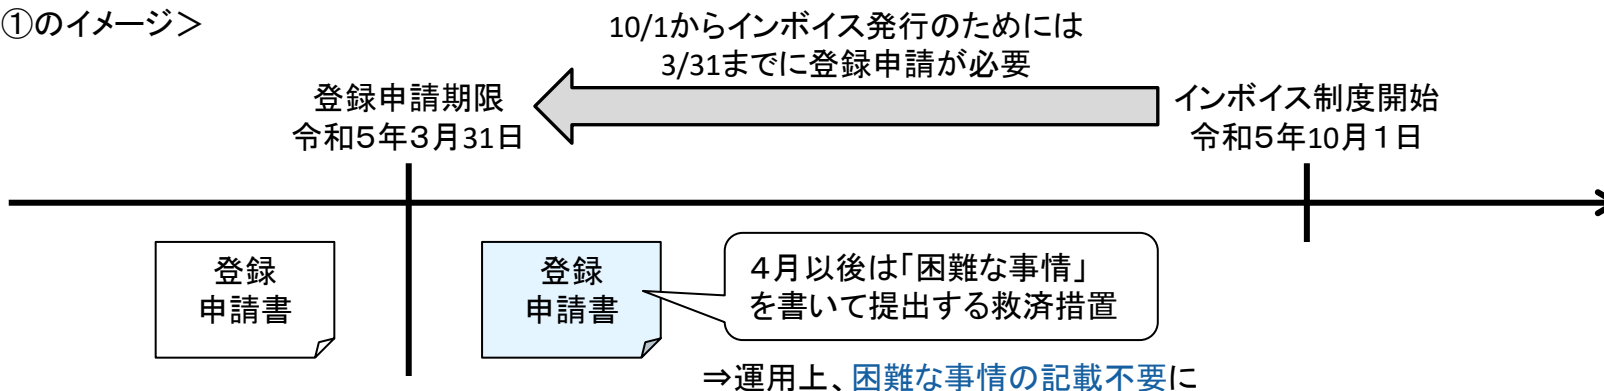 ①のイメージ＞
10/1からインボイス発行のためには
3/31までに登録申請が必要
登録申請期限
令和５年３月31日
インボイス制度開始
令和５年10月１日
登録
申請書
登録
申請書
４月以後は「困難な事情」
を書いて提出する救済措置
⇒運用上、困難な事情の記載不要に